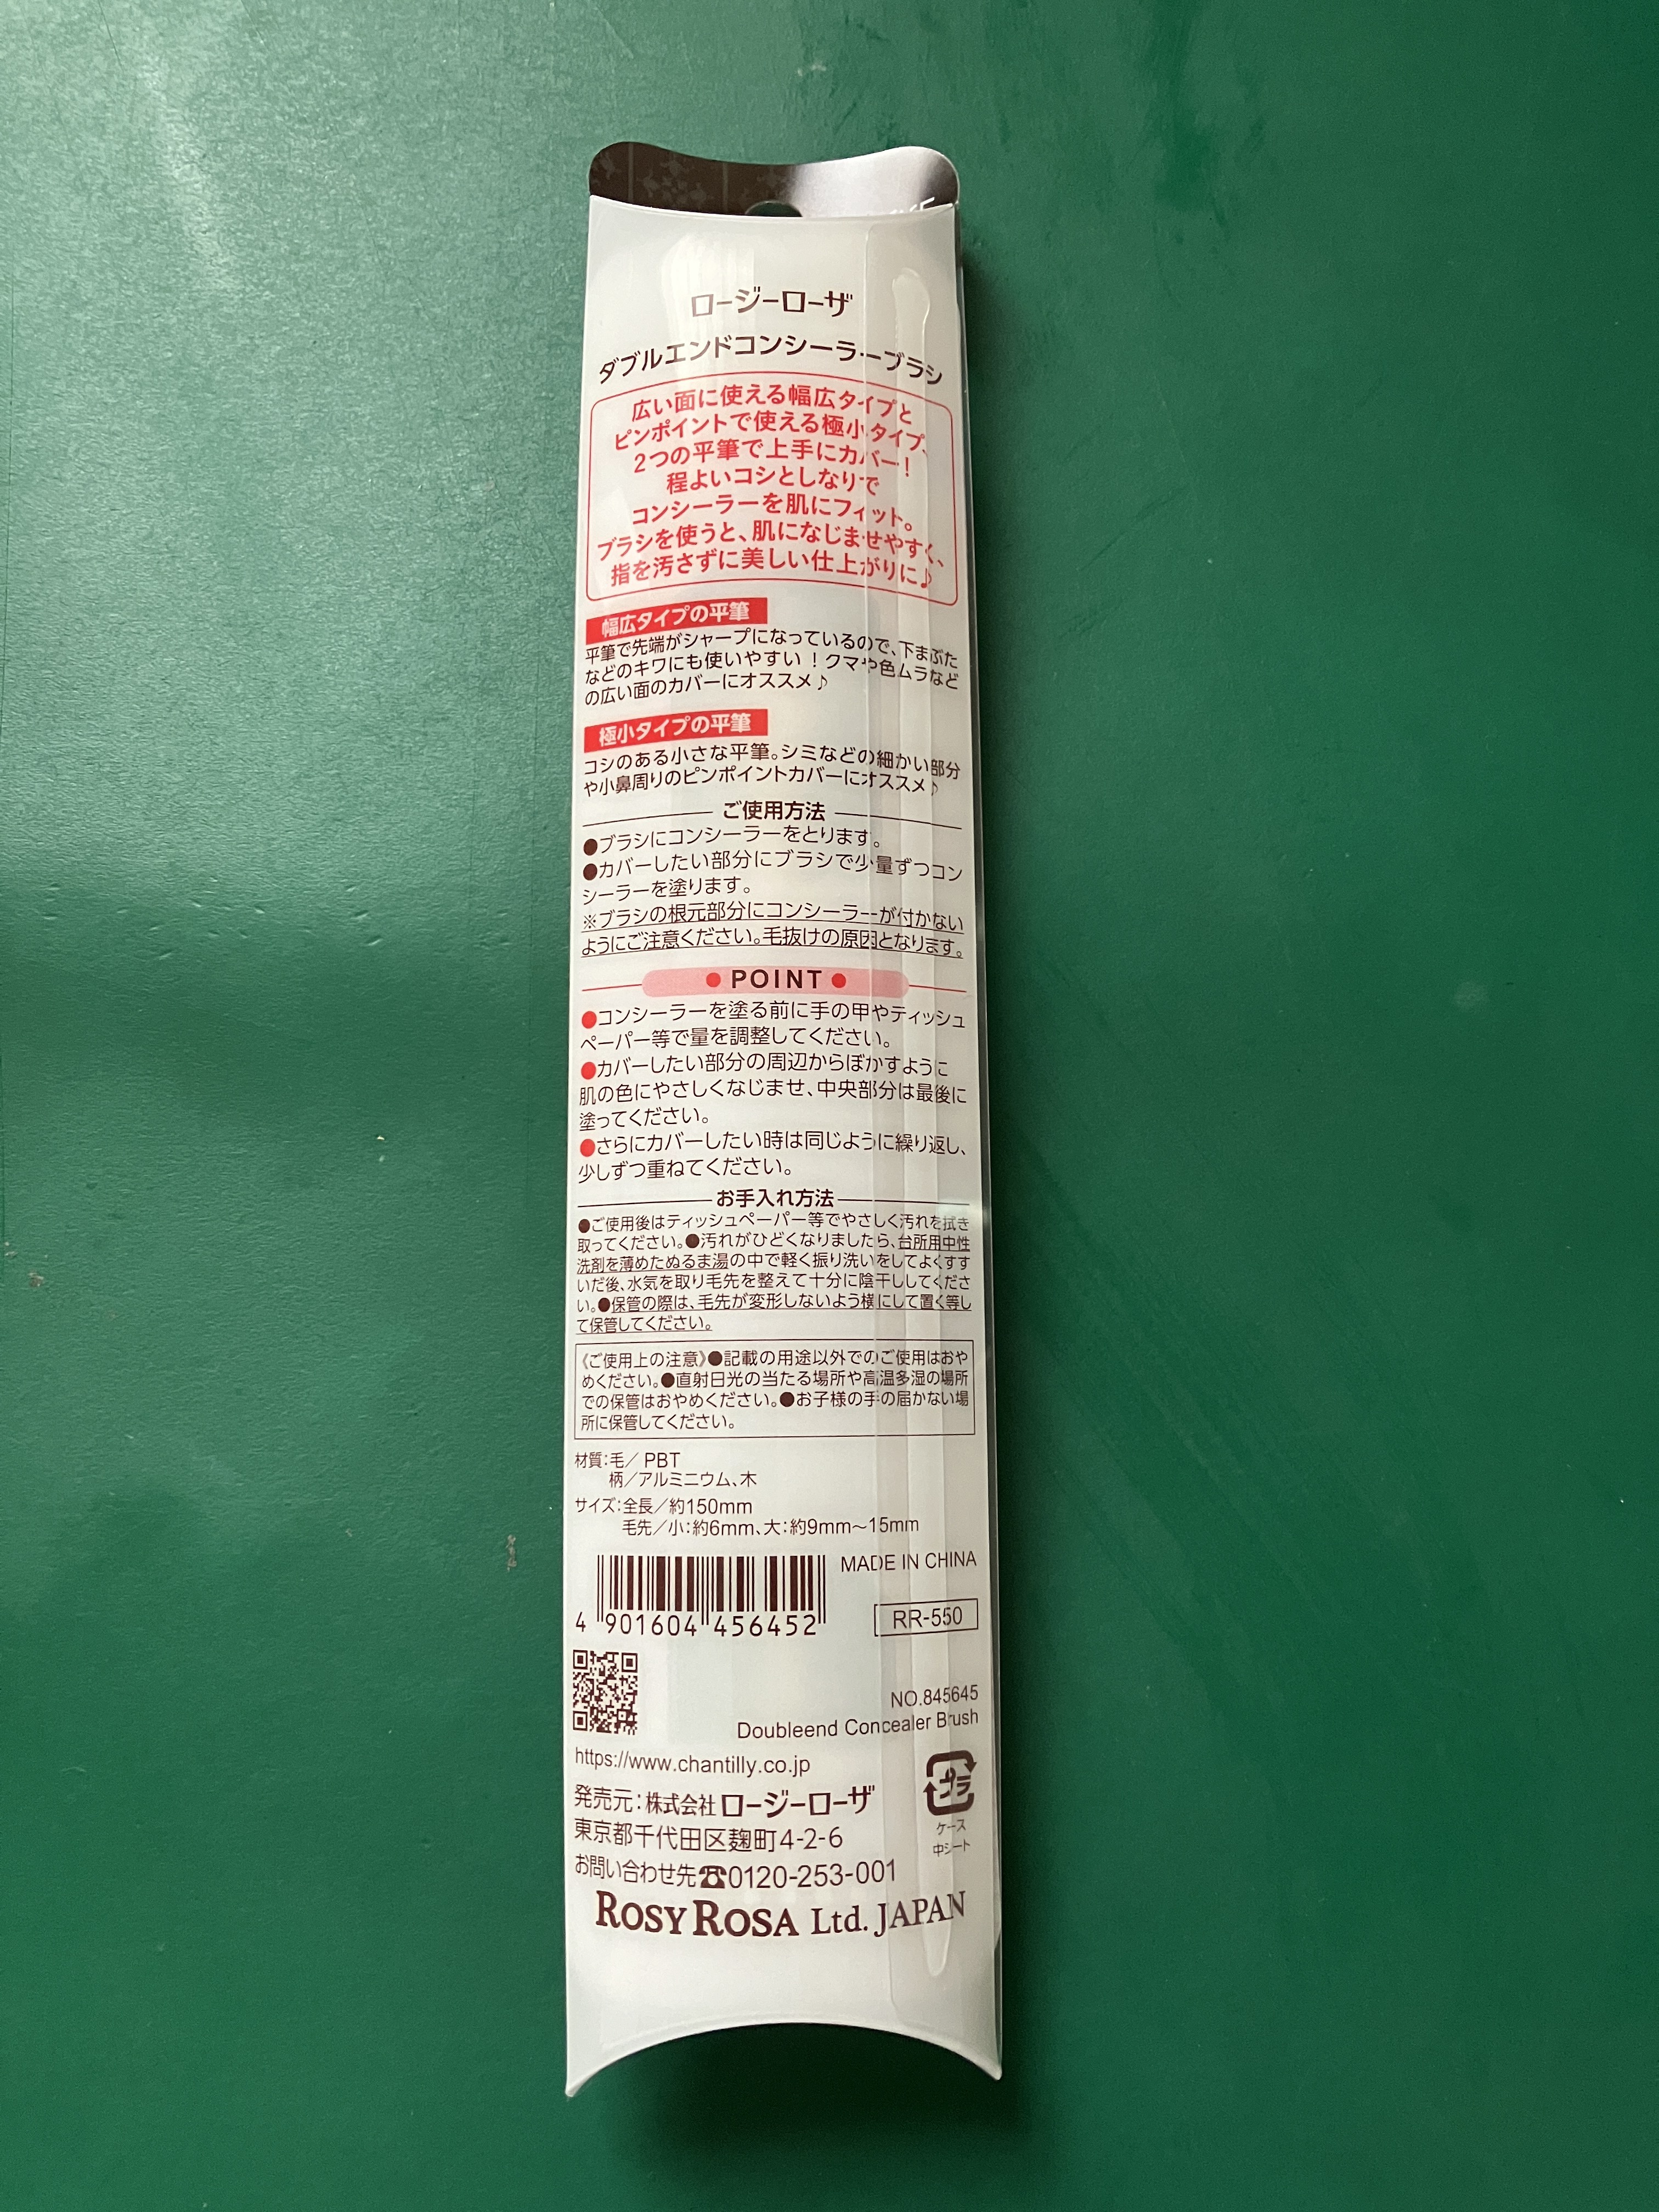 ロージーローザ
ダブルエンドコンシーラーブラシ
広い面に使える幅広タイプと
ピンポイントで使える極小タイプ、
2つの平筆で上手にカバー!
程よいコシとしなりで
コンシーラーを肌にフィット。
ブラシを使うと、肌になじませやすく、
指を汚さずに美しい仕上がりに♪
幅広タイプの平筆
平筆で先端がシャープになっているので、下まぶた
などのキワにも使いやすい!クマや色ムラなど
の広い面のカバーにオススメ♪
極小タイプの平筆
コシのある小さな平筆。シミなどの細かい部分
や小鼻周りのピンポイントカバーにオススメ♪
ご使用方法
●ブラシにコンシーラーをとります。
●カバーしたい部分にブラシで少量ずつコン
シーラーを塗ります。
※ブラシの根元部分にコンシーラーが付かない
ようにご注意ください。毛抜けの原因となります。
●POINT●
●コンシーラーを塗る前に手の甲やティッシュ
ペーパー等で量を調整してください。
●カバーしたい部分の周辺からぼかすように
肌の色にやさしくなじませ、中央部分は最後に
塗ってください。
●さらにカバーしたい時は同じように繰り返し、
少しずつ重ねてください。
お手入れ方法
●ご使用後はティッシュペーパー等でやさしく汚れを拭き
取ってください。●汚れがひどくなりましたら、台所用中性
洗剤を薄めたぬるま湯の中で軽く振り洗いをしてよくすす
いだ後、水気を取り毛先を整えて十分に陰干ししてくださ
い。●保管の際は、毛先が変形しないよう横にして置く等し
て保管してください。
《ご使用上の注意》●記載の用途以外でのご使用はおや
めください。●直射日光の当たる場所や高温多湿の場所
での保管はおやめください。●お子様の手の届かない場
所に保管してください。
材質:毛/PBT
柄/アルミニウム、木
サイズ:全長/約150mm
毛先/小:約6mm、大:約9mm~15mm
MADE IN CHINA
4 901604 456452
RR-550
NO.845645
Doubleend Concealer Brush
https://www.chantilly.co.jp
プラ
ケース
中シート
発売元:株式会社ロージーローザ
東京都千代田区麹町4-2-6
お問い合わせ先☎0120-253-001
ROSY ROSA Ltd. JAPAN